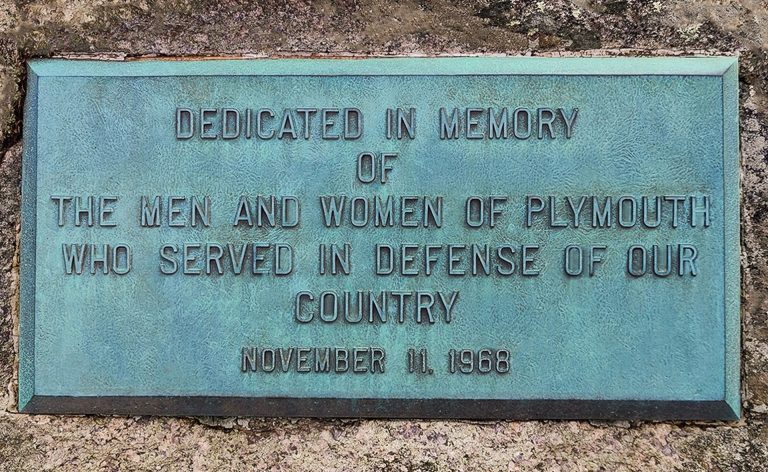 DEDICATED IN MEMORY
OF
THE MEN AND WOMEN OF PLYMOUTH
WHO SERVED IN DEFENSE OF OUR
COUNTRY
NOVEMBER 11. 1968